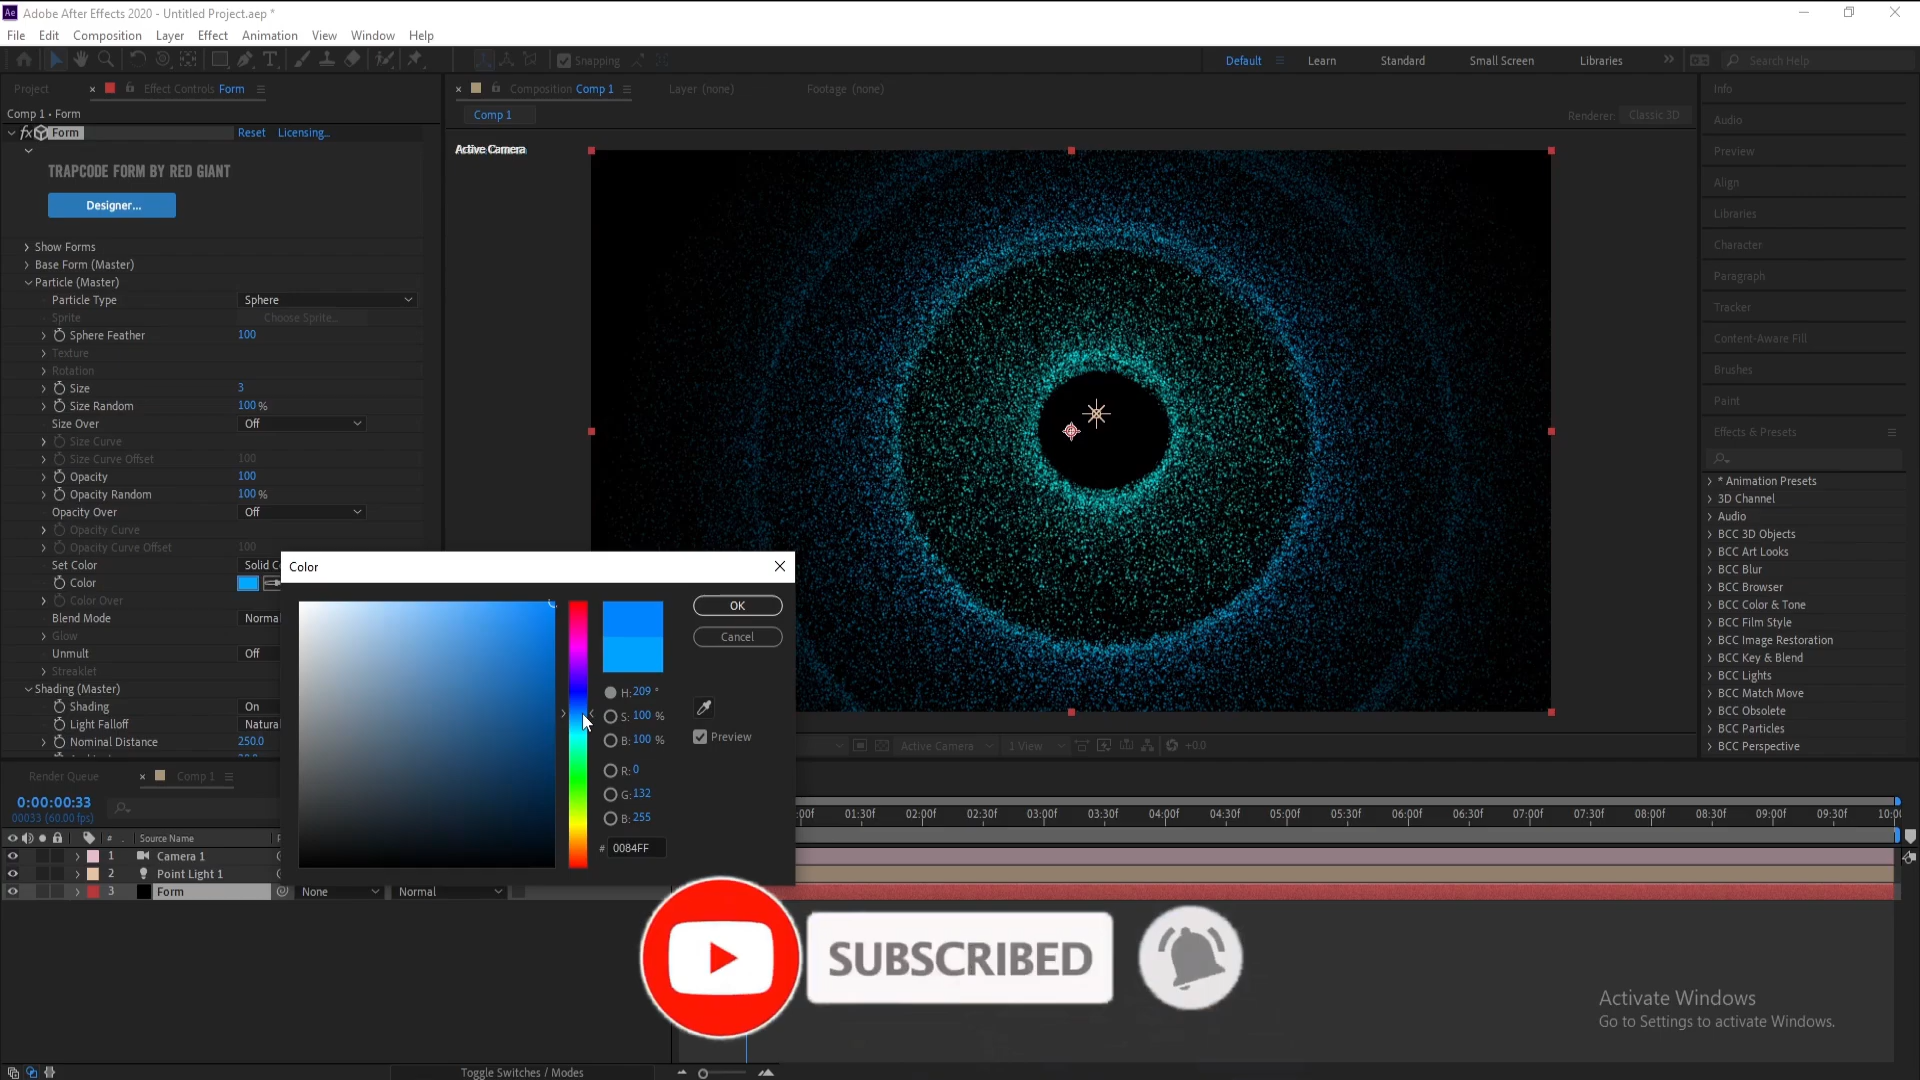 Adobe After Effects 2020 - Untitled Project.aep *
File Edit Composition Layer Effect Animation View Window Help
Snapping Default Learn Standard Small Screen Libraries Search Help
Project Effect Controls Form
Composition Comp 1 Layer (none) Footage (none)
Comp 1 • Form
Comp 1
Renderer: Classic 3D
fx Form Reset Licensing...
Active Camera
TRAPCODE FORM BY RED GIANT
Designer...
Show Forms
Base Form (Master)
Particle (Master)
Particle Type Sphere
Sprite Choose Sprite...
Sphere Feather 100
Texture
Rotation
Size 3
Size Random 100 %
Size Over Off
Size Curve
Size Curve Offset 100
Opacity 100
Opacity Random 100 %
Opacity Over Off
Opacity Curve
Opacity Curve Offset 100
Set Color Solid C
Color
Color Over
Blend Mode Norma
Glow
Unmult Off
Streaklet
Shading (Master)
Shading On
Light Falloff Natura
Nominal Distance 250.0
Color
OK
Cancel
H: 209 °
S: 100 %
B: 100 %
Preview
R: 0
G: 132
B: 255
# 0084FF
Active Camera 1 View +0.0
Info
Audio
Preview
Align
Libraries
Character
Paragraph
Tracker
Content-Aware Fill
Brushes
Paint
Effects & Presets
* Animation Presets
3D Channel
Audio
BCC 3D Objects
BCC Art Looks
BCC Blur
BCC Browser
BCC Color & Tone
BCC Film Style
BCC Image Restoration
BCC Key & Blend
BCC Lights
BCC Match Move
BCC Obsolete
BCC Particles
BCC Perspective
Render Queue Comp 1
0:00:00:33
00033 (60.00 fps)
# Source Name
1 Camera 1
2 Point Light 1
3 Form None Normal
:00f 01:30f 02:00f 02:30f 03:00f 03:30f 04:00f 04:30f 05:00f 05:30f 06:00f 06:30f 07:00f 07:30f 08:00f 08:30f 09:00f 09:30f 10:0
SUBSCRIBED
Activate Windows
Go to Settings to activate Windows.
Toggle Switches / Modes